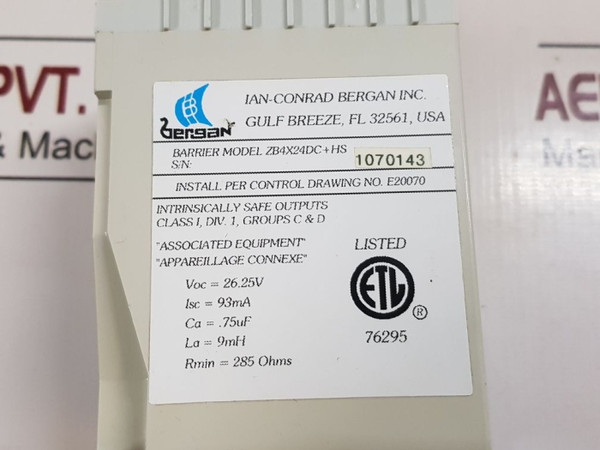 PVT.
& Mach
AE
M
Bergan
IAN-CONRAD BERGAN INC.
GULF BREEZE, FL 32561, USA
BARRIER MODEL ZB4X24DC+HS
S/N: 1070143
INSTALL PER CONTROL DRAWING NO. E20070
INTRINSICALLY SAFE OUTPUTS
CLASS I, DIV. 1, GROUPS C & D
"ASSOCIATED EQUIPMENT"
"APPAREILLAGE CONNEXE"
Voc = 26.25V
Isc = 93mA
Ca = .75uF
La = 9mH
Rmin = 285 Ohms
LISTED
ETL ®
76295